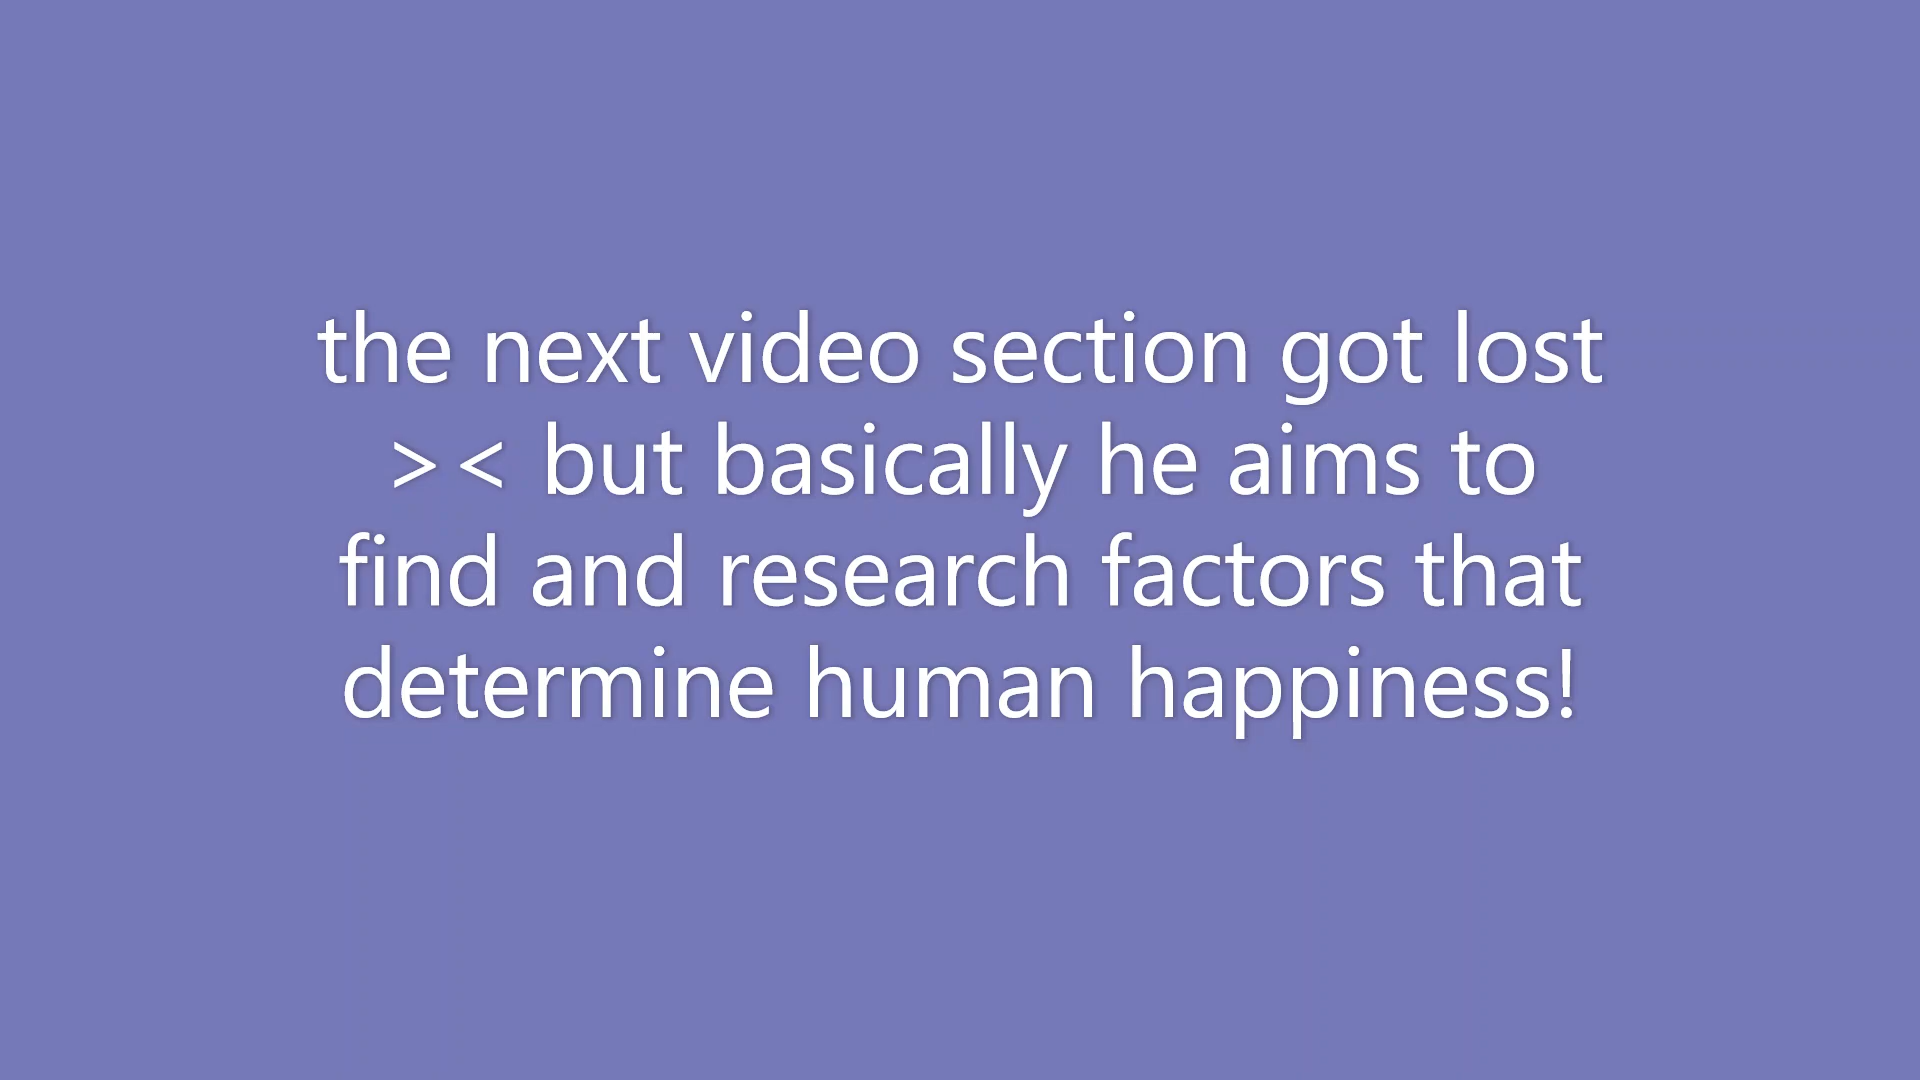 the next video section got lost
>< but basically he aims to
find and research factors that
determine human happiness!